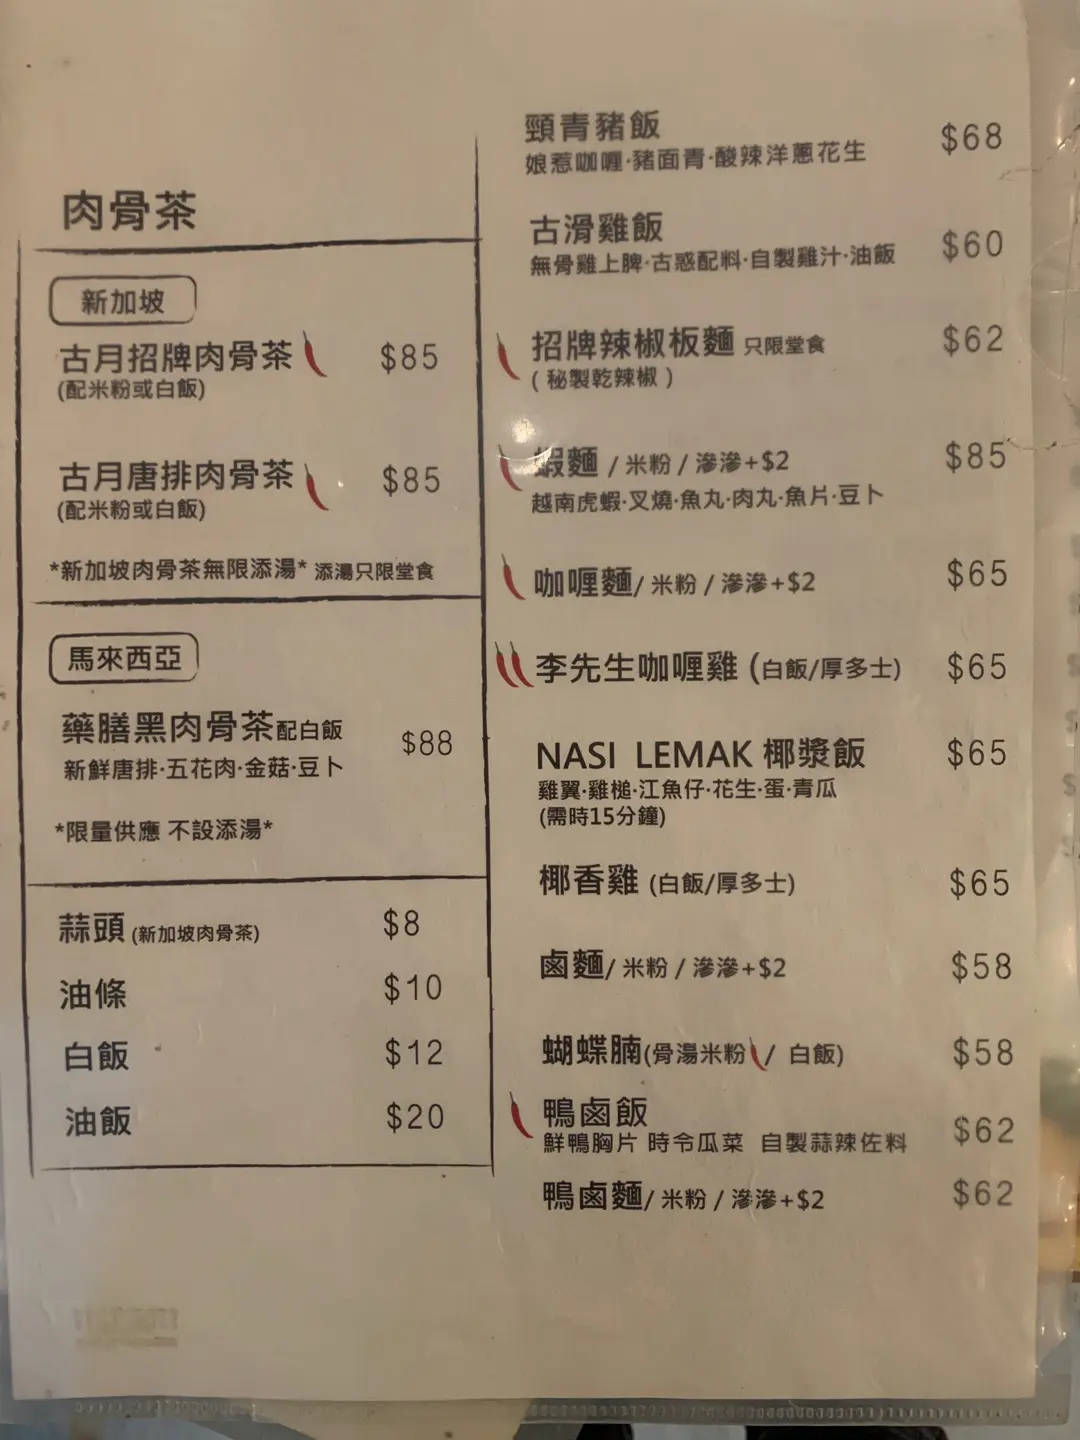 肉骨茶
新加坡
古月招牌肉骨茶 $85
(配米粉或白飯)
古月唐排肉骨茶 $85
(配米粉或白飯)
*新加坡肉骨茶無限添湯* 添湯只限堂食
馬來西亞
藥膳黑肉骨茶配白飯 $88
新鮮唐排·五花肉·金菇·豆卜
*限量供應 不設添湯*
蒜頭 (新加坡肉骨茶) $8
油條 $10
白飯 $12
油飯 $20
頸青豬飯 $68
娘惹咖喱·豬面青·酸辣洋蔥花生
古滑雞飯 $60
無骨雞上脾·古惑配料·自製雞汁·油飯
招牌辣椒板麵 只限堂食 $62
( 秘製乾辣椒 )
蝦麵 / 米粉 / 滲滲+$2 $85
越南虎蝦·叉燒·魚丸·肉丸·魚片·豆卜
咖喱麵/ 米粉 / 滲滲+$2 $65
李先生咖喱雞 (白飯/厚多士) $65
NASI LEMAK 椰漿飯 $65
雞翼·雞槌·江魚仔·花生·蛋·青瓜
(需時15分鐘)
椰香雞 (白飯/厚多士) $65
鹵麵/ 米粉 / 滲滲+$2 $58
蝴蝶腩(骨湯米粉 / 白飯) $58
鴨鹵飯 $62
鮮鴨胸片 時令瓜菜 自製蒜辣佐料
鴨鹵麵/ 米粉 / 滲滲+$2 $62